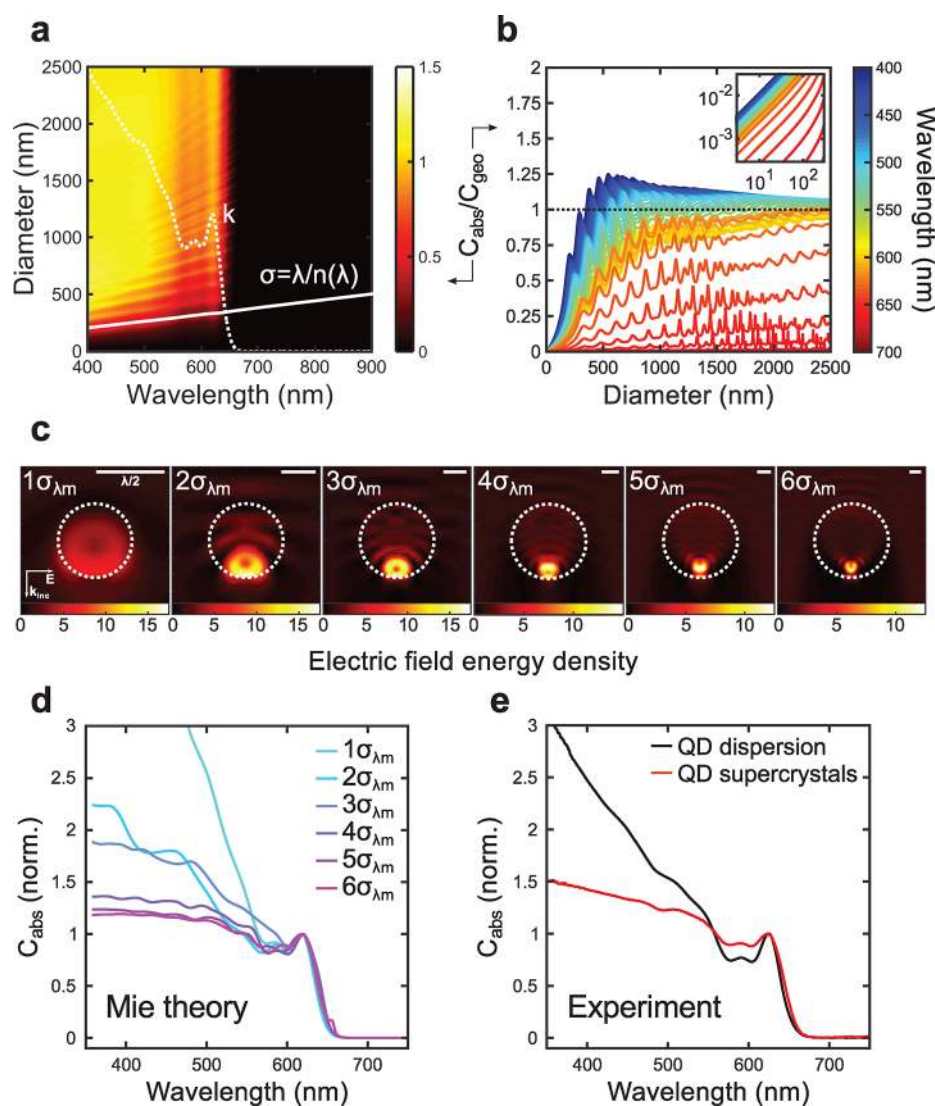 a
2500
2000
1500
1000
500
0
Diameter (nm)
400 500 600 700 800 900
Wavelength (nm)
k
σ=λ/n(λ)
1.5
1
0.5
0
C_abs/C_geo
b
2
1.75
1.5
1.25
1
0.75
0.5
0.25
0
0 500 1000 1500 2000 2500
Diameter (nm)
10⁻²
10⁻³
10¹ 10²
400
450
500
550
600
650
700
Wavelength (nm)
c
1σ_λm 2σ_λm 3σ_λm 4σ_λm 5σ_λm 6σ_λm
λ/2
E
k_inc
0 5 10 15 0 5 10 15 0 5 10 15 0 5 10 0 5 10 0 5 10
Electric field energy density
d
3
2.5
2
1.5
1
0.5
0
C_abs (norm.)
1σ_λm
2σ_λm
3σ_λm
4σ_λm
5σ_λm
6σ_λm
Mie theory
400 500 600 700
Wavelength (nm)
e
3
2.5
2
1.5
1
0.5
0
C_abs (norm.)
QD dispersion
QD supercrystals
Experiment
400 500 600 700
Wavelength (nm)